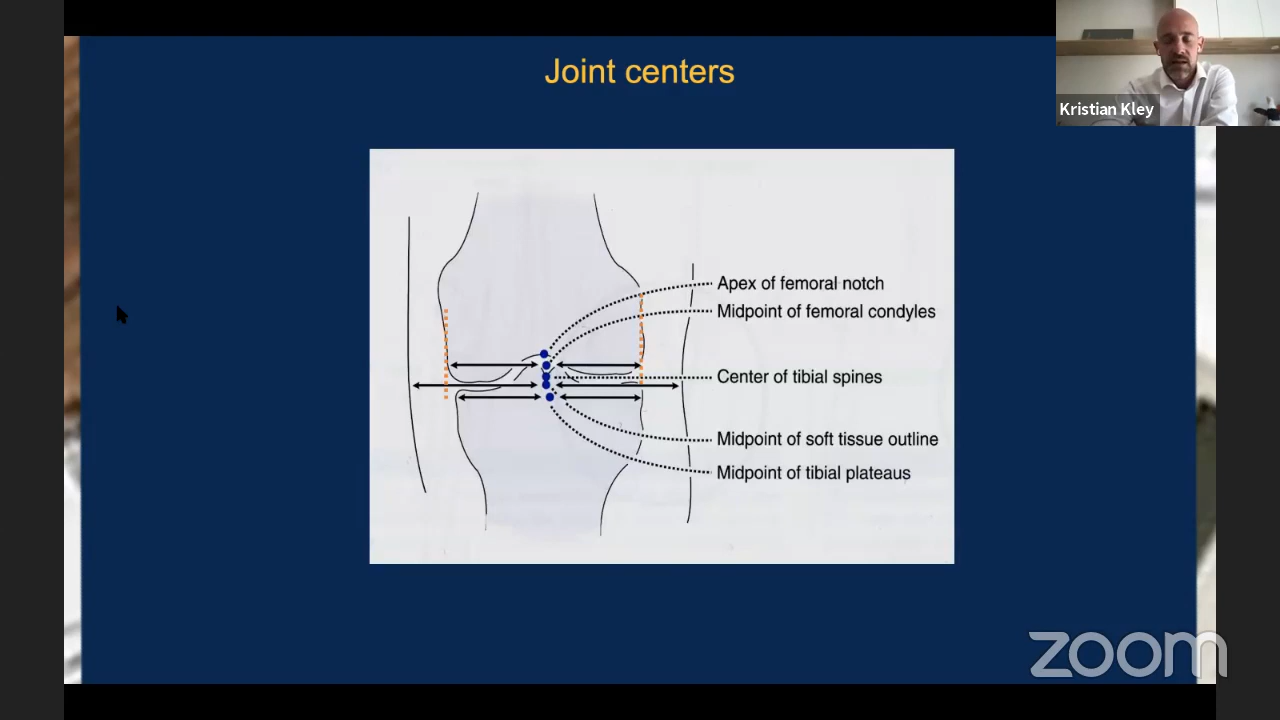 Joint centers
Kristian Kley
Apex of femoral notch
Midpoint of femoral condyles
Center of tibial spines
Midpoint of soft tissue outline
Midpoint of tibial plateaus
zoom